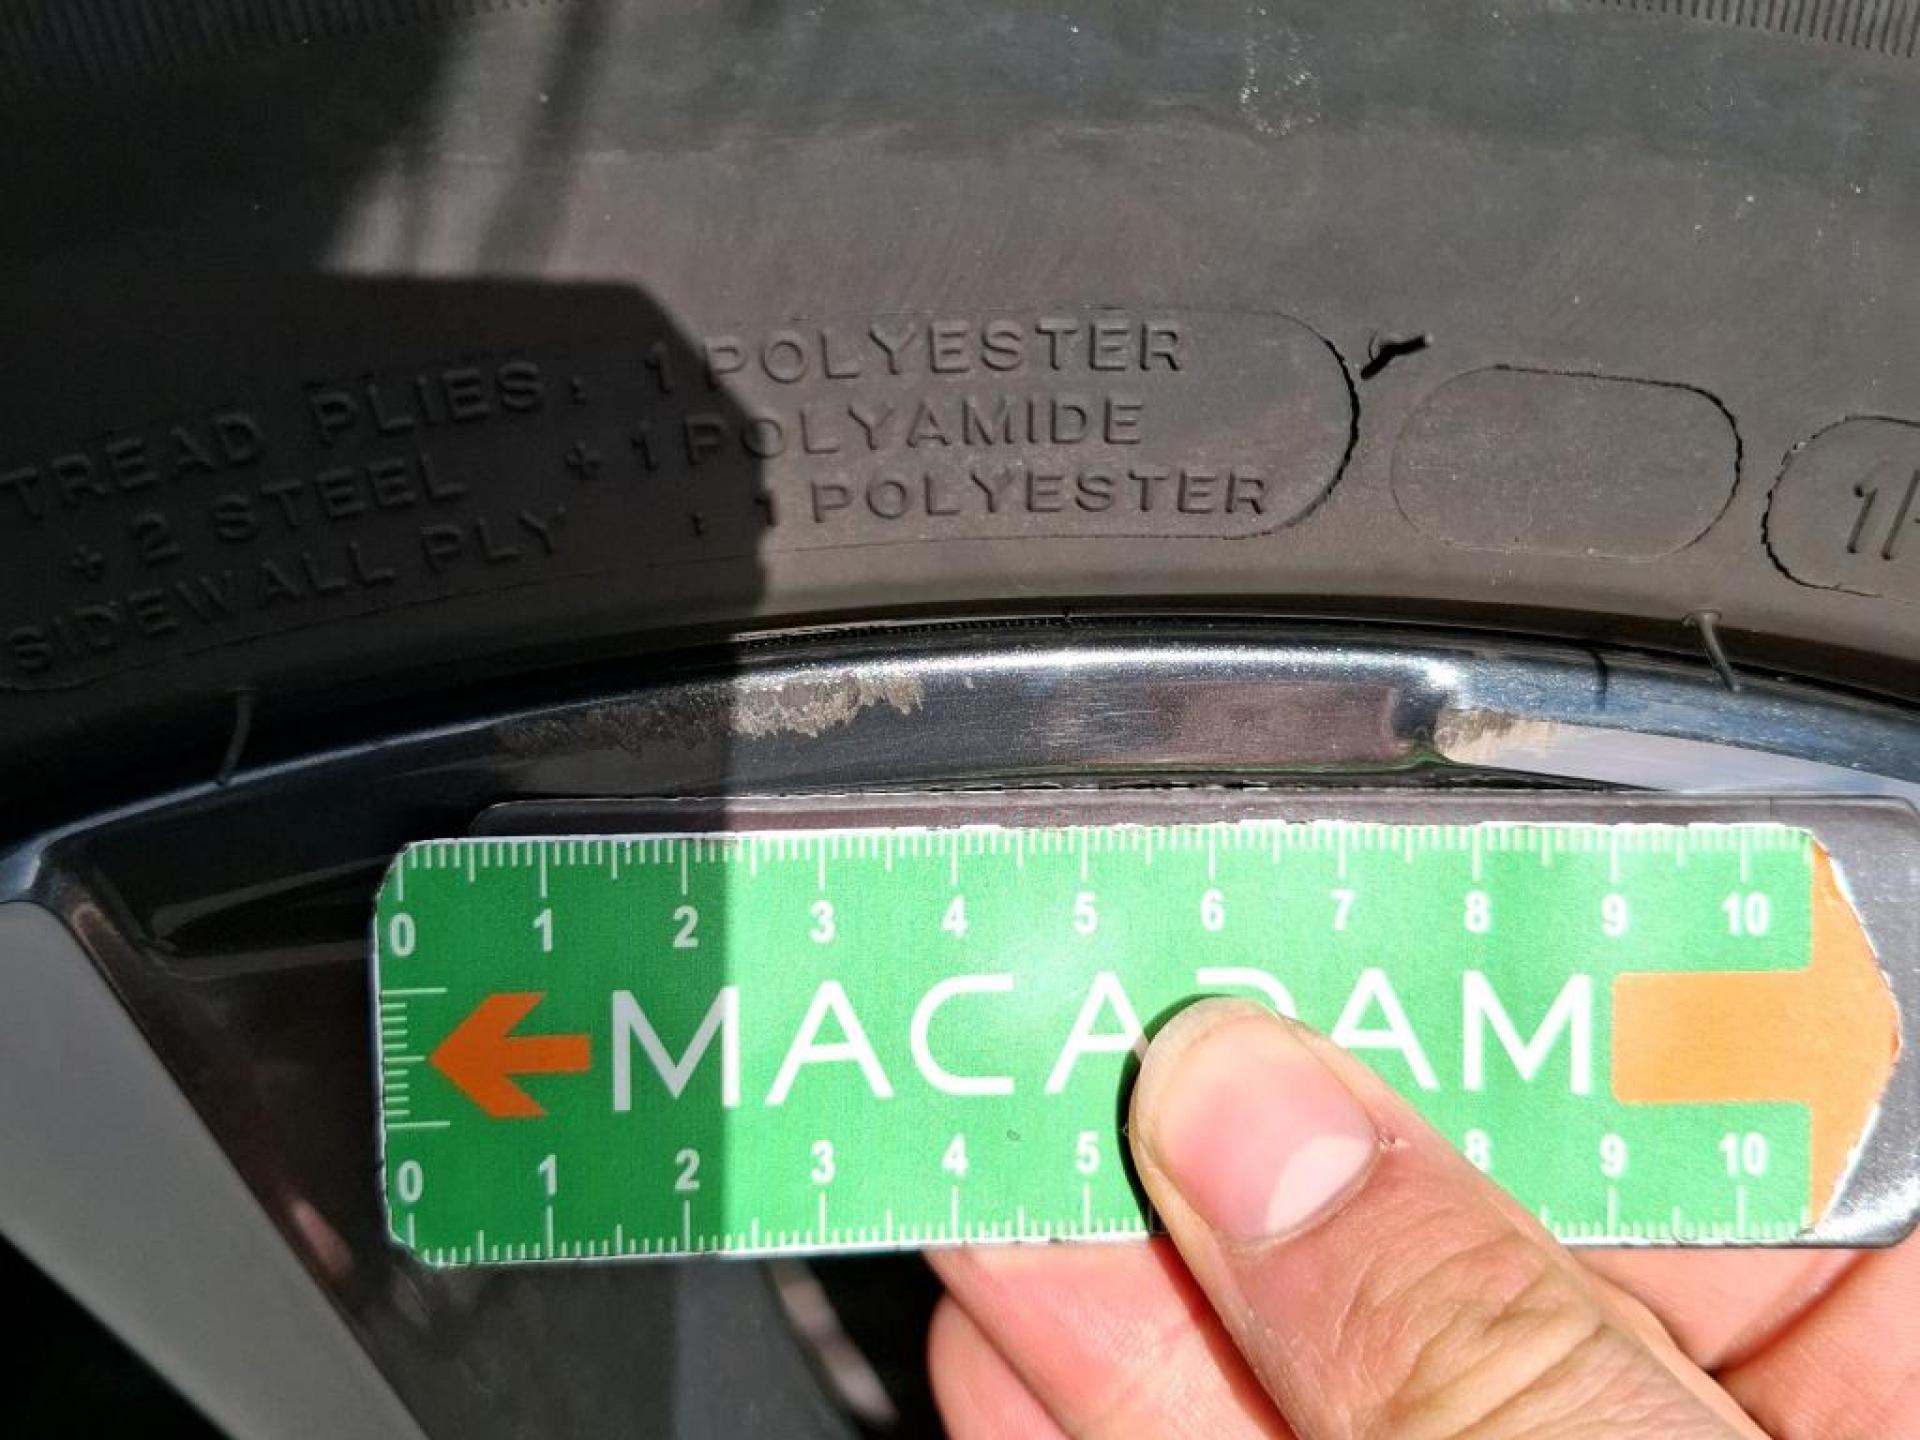 TREAD PLIES : 1 POLYESTER
+ 2 STEEL + 1 POLYAMIDE
SIDEWALL PLY : 1 POLYESTER
0 1 2 3 4 5 6 7 8 9 10
MACADAM
0 1 2 3 4 5 8 9 10